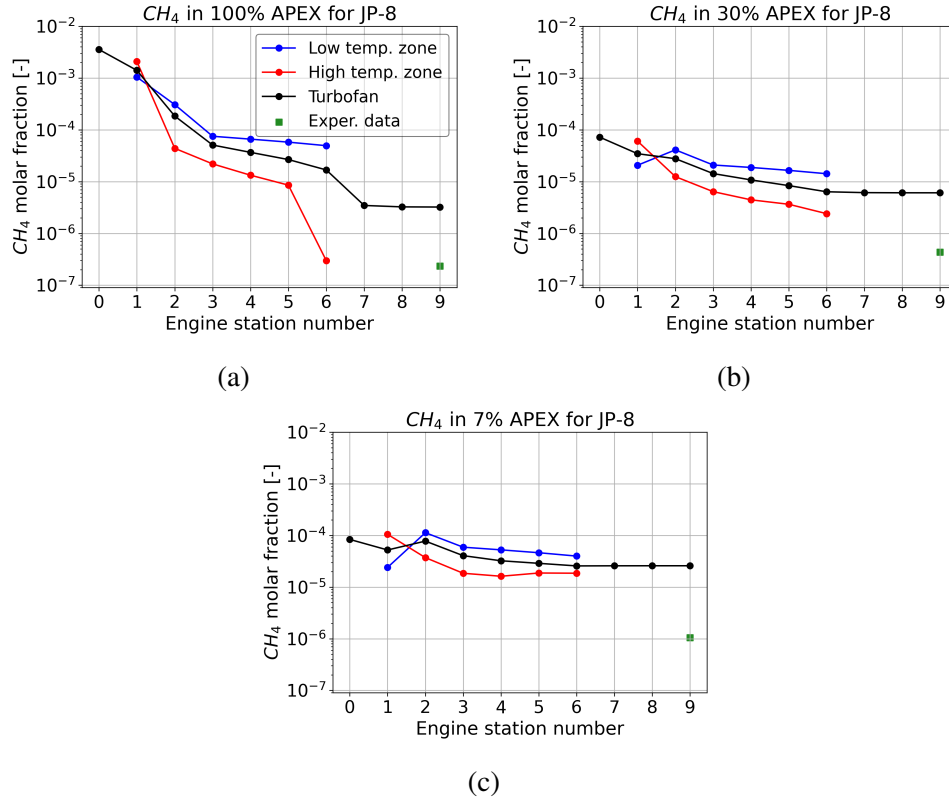 CH₄ in 100% APEX for JP-8
CH₄ molar fraction [-]
10⁻²
10⁻³
10⁻⁴
10⁻⁵
10⁻⁶
10⁻⁷
Low temp. zone
High temp. zone
Turbofan
Exper. data
0 1 2 3 4 5 6 7 8 9
Engine station number
(a)
CH₄ in 30% APEX for JP-8
CH₄ molar fraction [-]
10⁻²
10⁻³
10⁻⁴
10⁻⁵
10⁻⁶
10⁻⁷
0 1 2 3 4 5 6 7 8 9
Engine station number
(b)
CH₄ in 7% APEX for JP-8
CH₄ molar fraction [-]
10⁻²
10⁻³
10⁻⁴
10⁻⁵
10⁻⁶
10⁻⁷
0 1 2 3 4 5 6 7 8 9
Engine station number
(c)